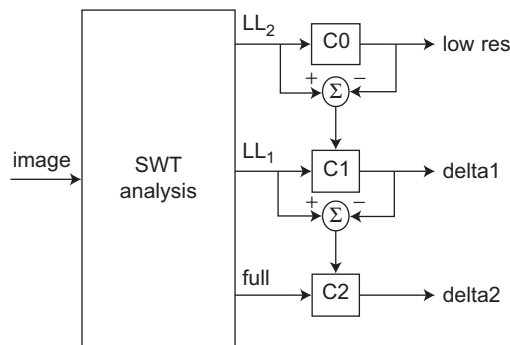 LL2 C0 low res
+ Σ −
image SWT analysis LL1 C1 delta1
+ Σ −
full C2 delta2